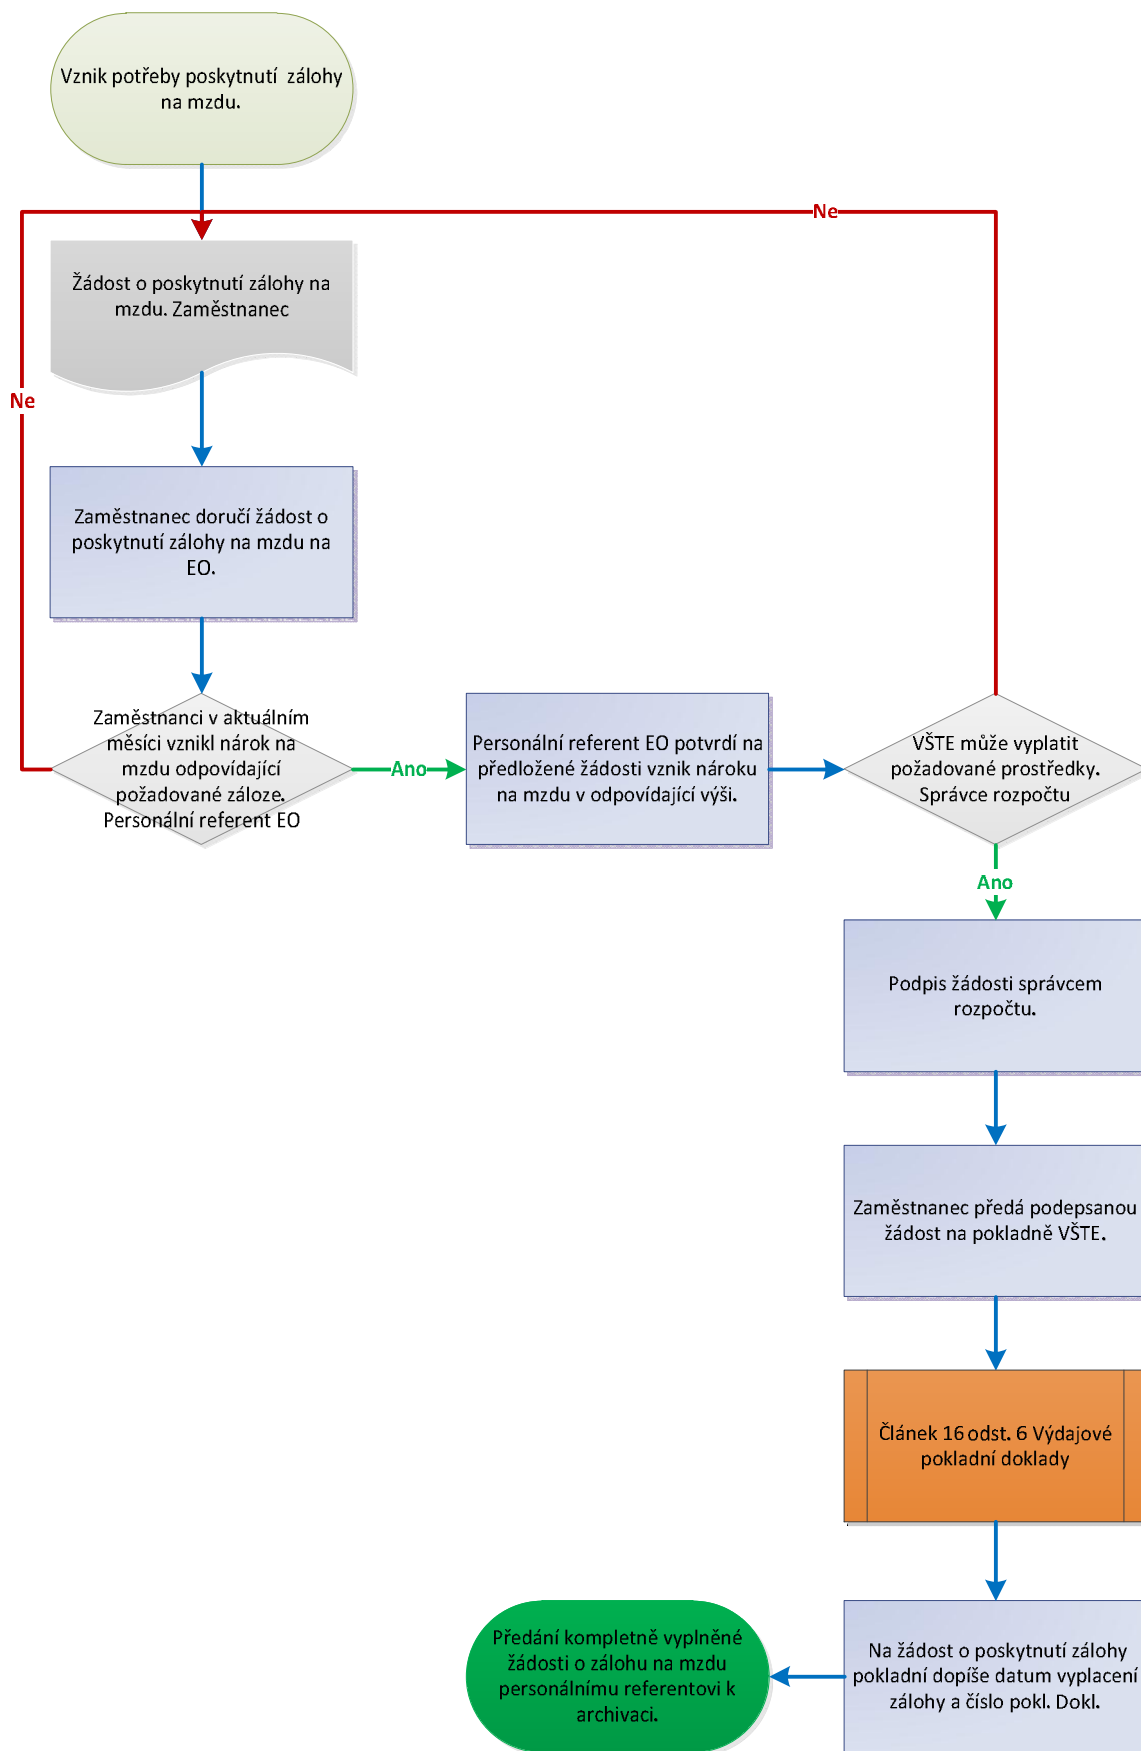 Vznik potřeby poskytnutí zálohy
na mzdu.
Ne
Žádost o poskytnutí zálohy na
mzdu. Zaměstnanec
Ne
Zaměstnanec doručí žádost o
poskytnutí zálohy na mzdu na
EO.
Zaměstnanci v aktuálním
měsíci vznikl nárok na
mzdu odpovídající
požadované záloze.
Personální referent EO
Ano
Personální referent EO potvrdí na
předložené žádosti vznik nároku
na mzdu v odpovídající výši.
VŠTE může vyplatit
požadované prostředky.
Správce rozpočtu
Ano
Podpis žádosti správcem
rozpočtu.
Zaměstnanec předá podepsanou
žádost na pokladně VŠTE.
Článek 16 odst. 6 Výdajové
pokladní doklady
Na žádost o poskytnutí zálohy
pokladní dopíše datum vyplacení
zálohy a číslo pokl. Dokl.
Předání kompletně vyplněné
žádosti o zálohu na mzdu
personálnímu referentovi k
archivaci.